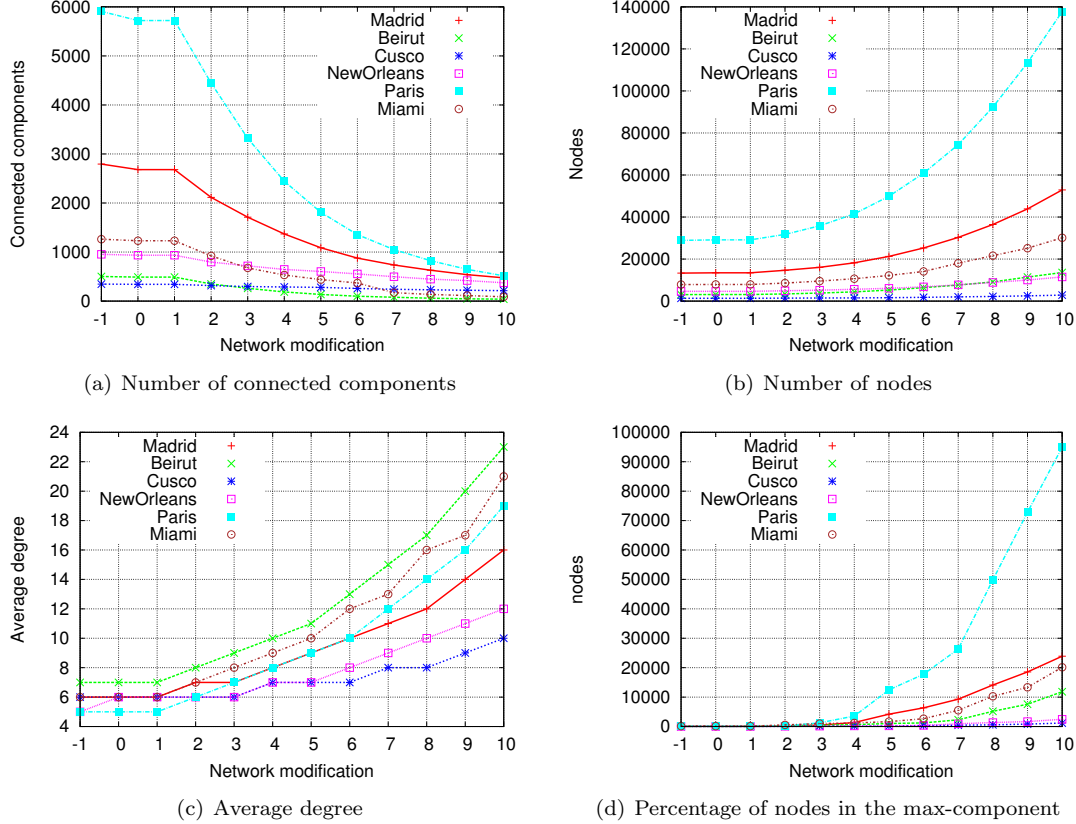 6000
5000
4000
3000
2000
1000
0
-1 0 1 2 3 4 5 6 7 8 9 10
Connected components
Network modification
Madrid
Beirut
Cusco
NewOrleans
Paris
Miami
(a) Number of connected components
140000
120000
100000
80000
60000
40000
20000
0
-1 0 1 2 3 4 5 6 7 8 9 10
Nodes
Network modification
Madrid
Beirut
Cusco
NewOrleans
Paris
Miami
(b) Number of nodes
24
22
20
18
16
14
12
10
8
6
4
-1 0 1 2 3 4 5 6 7 8 9 10
Average degree
Network modification
Madrid
Beirut
Cusco
NewOrleans
Paris
Miami
(c) Average degree
100000
90000
80000
70000
60000
50000
40000
30000
20000
10000
0
-1 0 1 2 3 4 5 6 7 8 9 10
nodes
Network modification
Madrid
Beirut
Cusco
NewOrleans
Paris
Miami
(d) Percentage of nodes in the max-component